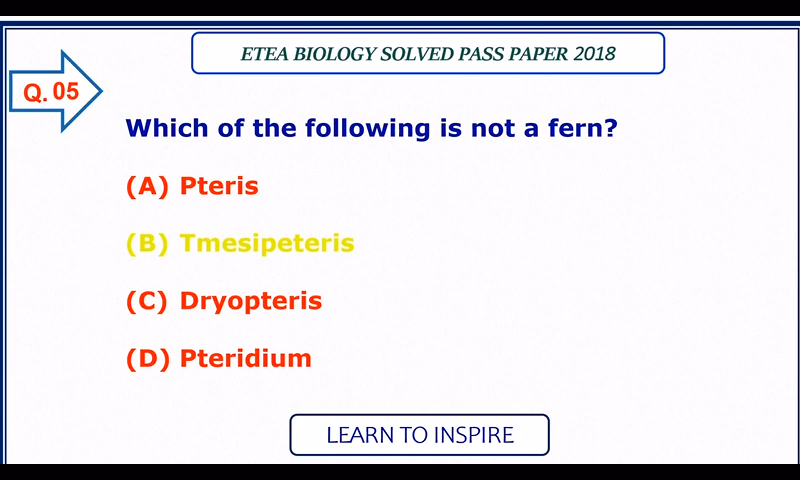 ETEA BIOLOGY SOLVED PASS PAPER 2018
Q. 05
Which of the following is not a fern?
(A) Pteris
(B) Tmesipeteris
(C) Dryopteris
(D) Pteridium
LEARN TO INSPIRE